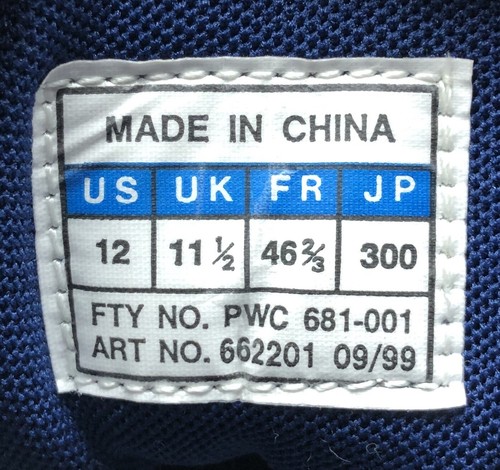 MADE IN CHINA
US UK FR JP
12 11 ½ 46⅔ 300
FTY NO. PWC 681-001
ART NO. 662201 09/99